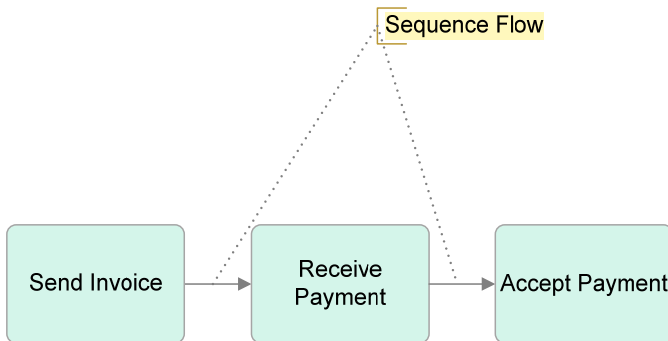 Sequence Flow
Send Invoice
Receive
Payment
Accept Payment